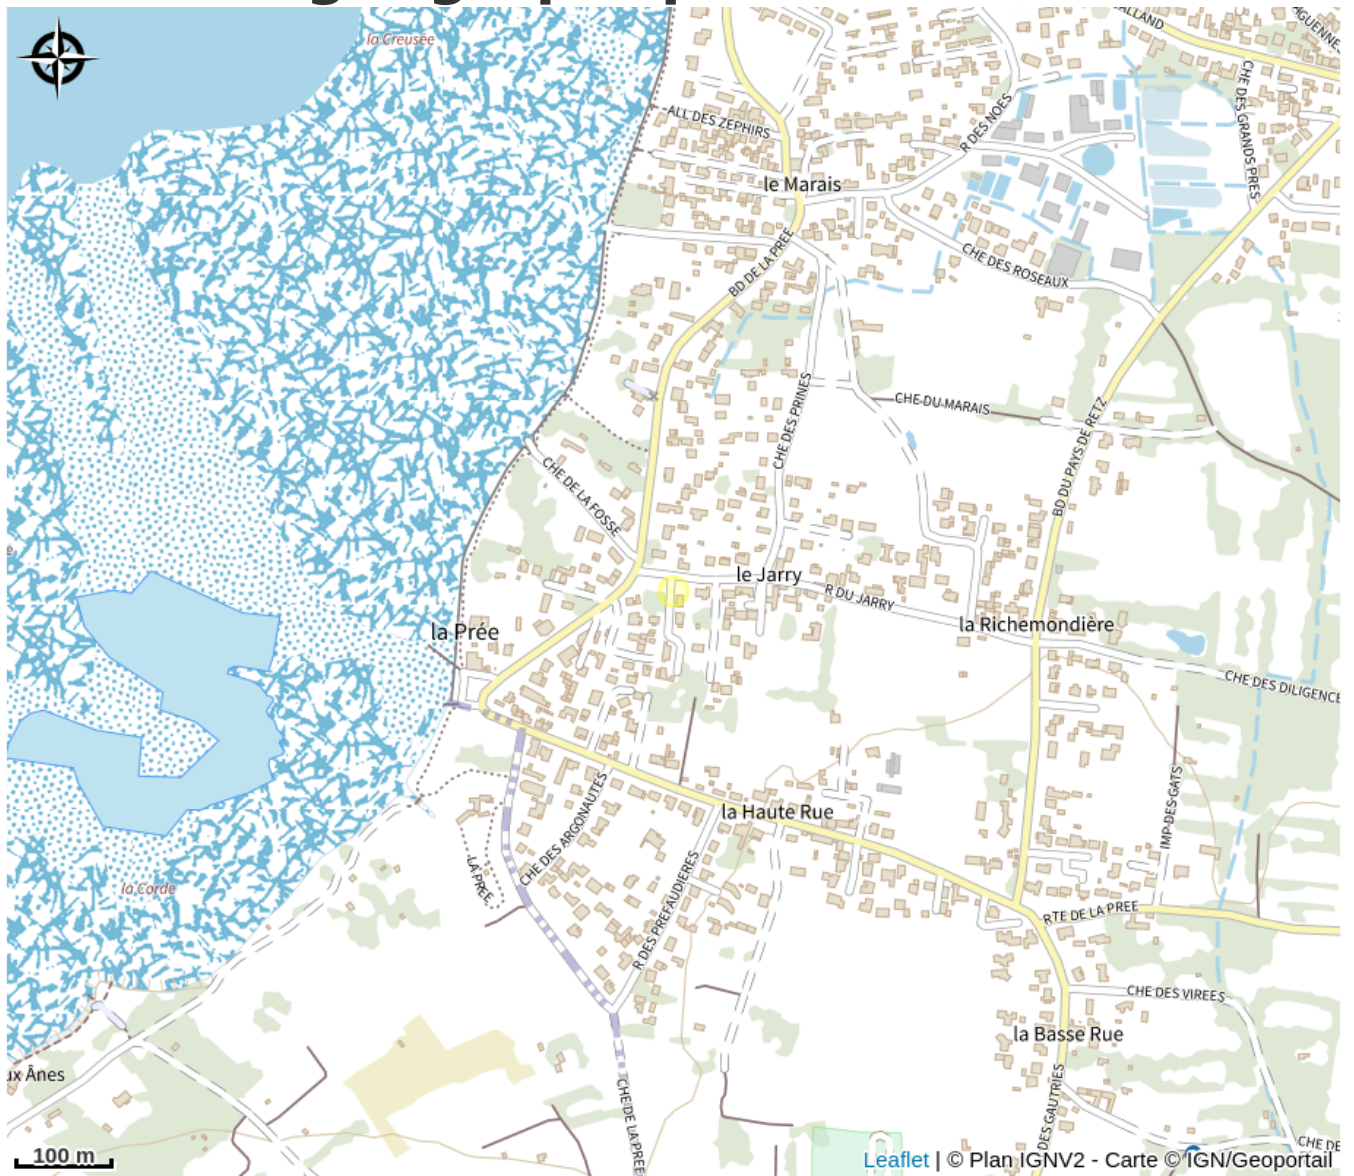 la Creusée
ALL DES ZEPHIRS
R DES NOES
CHE DES GRANDS PRES
le Marais
BD DE LA PREE
CHE DES ROSEAUX
CHE DES PRINES
CHE DU MARAIS
BD DU PAYS DE RETZ
CHE DE LA FOSSE
le Jarry
R DU JARRY
la Prée
la Richemondière
CHE DES DILIGENCE
IMP DES GATS
la Haute Rue
CHE DES ARGONAUTES
LA PREE
la Corde
R DES PREFAUDIERES
RTE DE LA PREE
CHE DES VIREES
la Basse Rue
ux Ânes
CHE DE LA PREE
DES GAUTRIES
CHE DE
100 m
Leaflet | © Plan IGNV2 - Carte © IGN/Geoportail